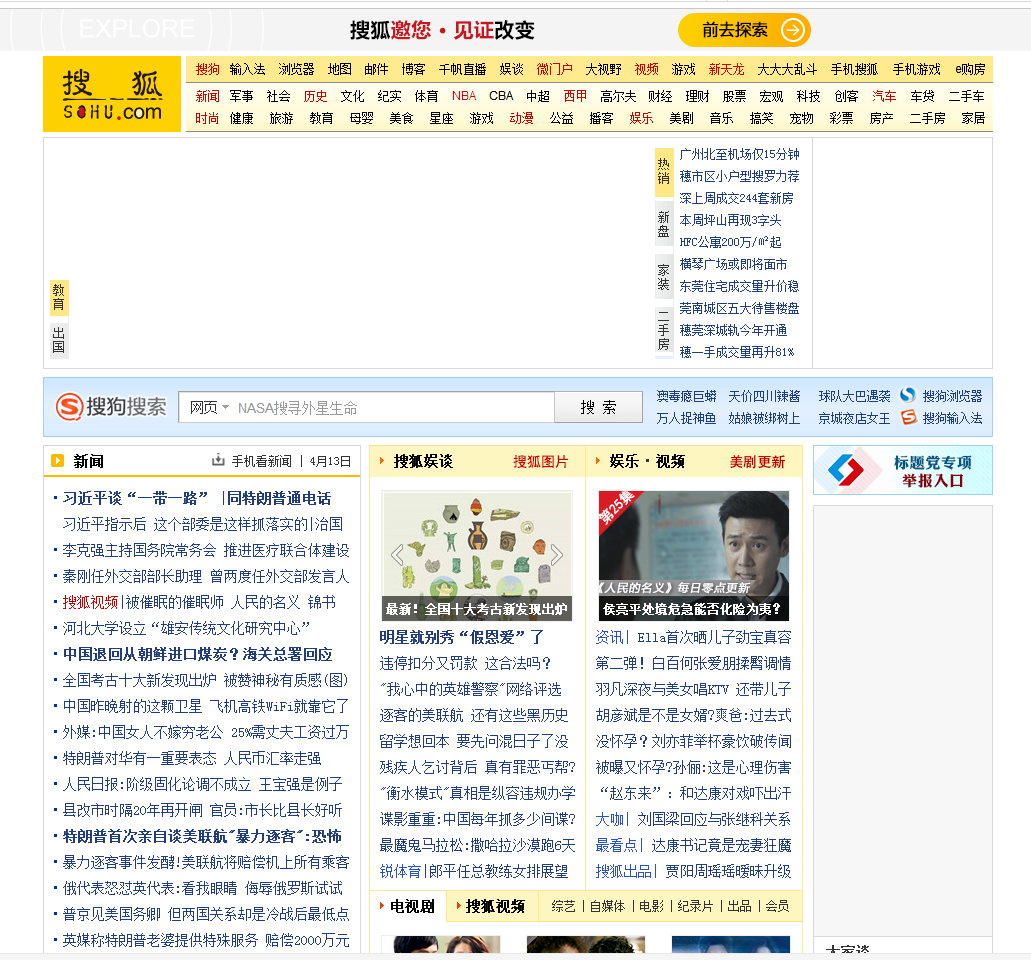 EXPLORE
搜狐邀您·见证改变
前去探索
搜狐
SOHU.com
搜狗 输入法 浏览器 地图 邮件 博客 千帆直播 娱谈 微门户 大视野 视频 游戏 新天龙 大大大乱斗 手机搜狐 手机游戏 e购房
新闻 军事 社会 历史 文化 纪实 体育 NBA CBA 中超 西甲 高尔夫 财经 理财 股票 宏观 科技 创客 汽车 车贷 二手车
时尚 健康 旅游 教育 母婴 美食 星座 游戏 动漫 公益 播客 娱乐 美剧 音乐 搞笑 宠物 彩票 房产 二手房 家居
教育
出国
热销
新盘
家装
二手房
广州北至机场仅15分钟
穗市区小户型搜罗力荐
深上周成交244套新房
本周坪山再现3字头
HFC公寓200万/㎡起
横琴广场或即将面市
东莞住宅成交量升价稳
莞南城区五大待售楼盘
穗莞深城轨今年开通
穗一手成交量再升81%
搜狗搜索
网页 NASA搜寻外星生命
搜 索
澳毒瘾巨蟒 天价四川辣酱 球队大巴遇袭 搜狗浏览器
万人捉神鱼 姑娘被绑树上 京城夜店女王 搜狗输入法
新闻 手机看新闻 | 4月13日
习近平谈“一带一路” |同特朗普通电话
习近平指示后 这个部委是这样抓落实的|治国
李克强主持国务院常务会 推进医疗联合体建设
秦刚任外交部部长助理 曾两度任外交部发言人
搜狐视频|被催眠的催眠师 人民的名义 锦书
河北大学设立“雄安传统文化研究中心”
中国退回从朝鲜进口煤炭？海关总署回应
全国考古十大新发现出炉 被赞神秘有质感(图)
中国昨晚射的这颗卫星 飞机高铁WiFi就靠它了
外媒:中国女人不嫁穷老公 25%需丈夫工资过万
特朗普对华有一重要表态 人民币汇率走强
人民日报:阶级固化论调不成立 王宝强是例子
县改市时隔20年再开闸 官员:市长比县长好听
特朗普首次亲自谈美联航"暴力逐客":恐怖
暴力逐客事件发酵!美联航将赔偿机上所有乘客
俄代表怒怼英代表:看我眼睛 侮辱俄罗斯试试
普京见美国务卿 但两国关系却是冷战后最低点
英媒称特朗普老婆提供特殊服务 赔偿2000万元
搜狐娱谈 搜狐图片
最新！全国十大考古新发现出炉
明星就别秀“假恩爱”了
违停扣分又罚款 这合法吗？
"我心中的英雄警察"网络评选
逐客的美联航 还有这些黑历史
留学想回本 要先问混日子了没
残疾人乞讨背后 真有罪恶丐帮?
"衡水模式"真相是纵容违规办学
谍影重重:中国每年抓多少间谍?
最魔鬼马拉松:撒哈拉沙漠跑6天
锐体育|郎平任总教练女排展望
娱乐·视频 美剧更新
第25集
《人民的名义》每日零点更新
侯亮平处境危急能否化险为夷？
资讯| Ella首次晒儿子劲宝真容
第二弹! 白百何张爱朋揉臀调情
羽凡深夜与美女唱KTV 还带儿子
胡彦斌是不是女婿?爽爸:过去式
没怀孕？刘亦菲举杯豪饮破传闻
被曝又怀孕?孙俪:这是心理伤害
“赵东来”：和达康对戏吓出汗
大咖| 刘国梁回应与张继科关系
最看点| 达康书记竟是宠妻狂魔
搜狐出品| 贾阳周瑶瑶暧昧升级
电视剧 搜狐视频 综艺 | 自媒体 | 电影 | 纪录片 | 出品 | 会员
标题党专项
举报入口
大家谈